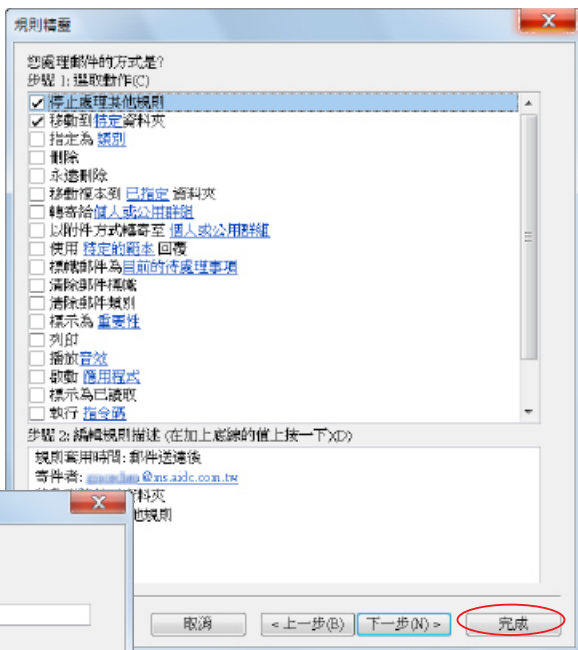 規則精靈
您處理郵件的方式是?
步驟 1: 選取動作(C)
停止處理其他規則
移動到特定資料夾
指定為 類別
刪除
永遠刪除
移動複本到 已指定 資料夾
轉寄給個人或公用群組
以附件方式轉寄至 個人或公用群組
使用 特定的範本 回覆
標幟郵件為目前的待處理事項
清除郵件標幟
清除郵件類別
標示為 重要性
列印
播放音效
啟動 應用程式
標示為已讀取
執行 指令碼
步驟 2: 編輯規則描述 (在加上底線的值上按一下)(D)
規則套用時間: 郵件送達後
寄件者: @ms.aidc.com.tw
料夾
他規則
取消
<上一步(B)
下一步(N)>
完成